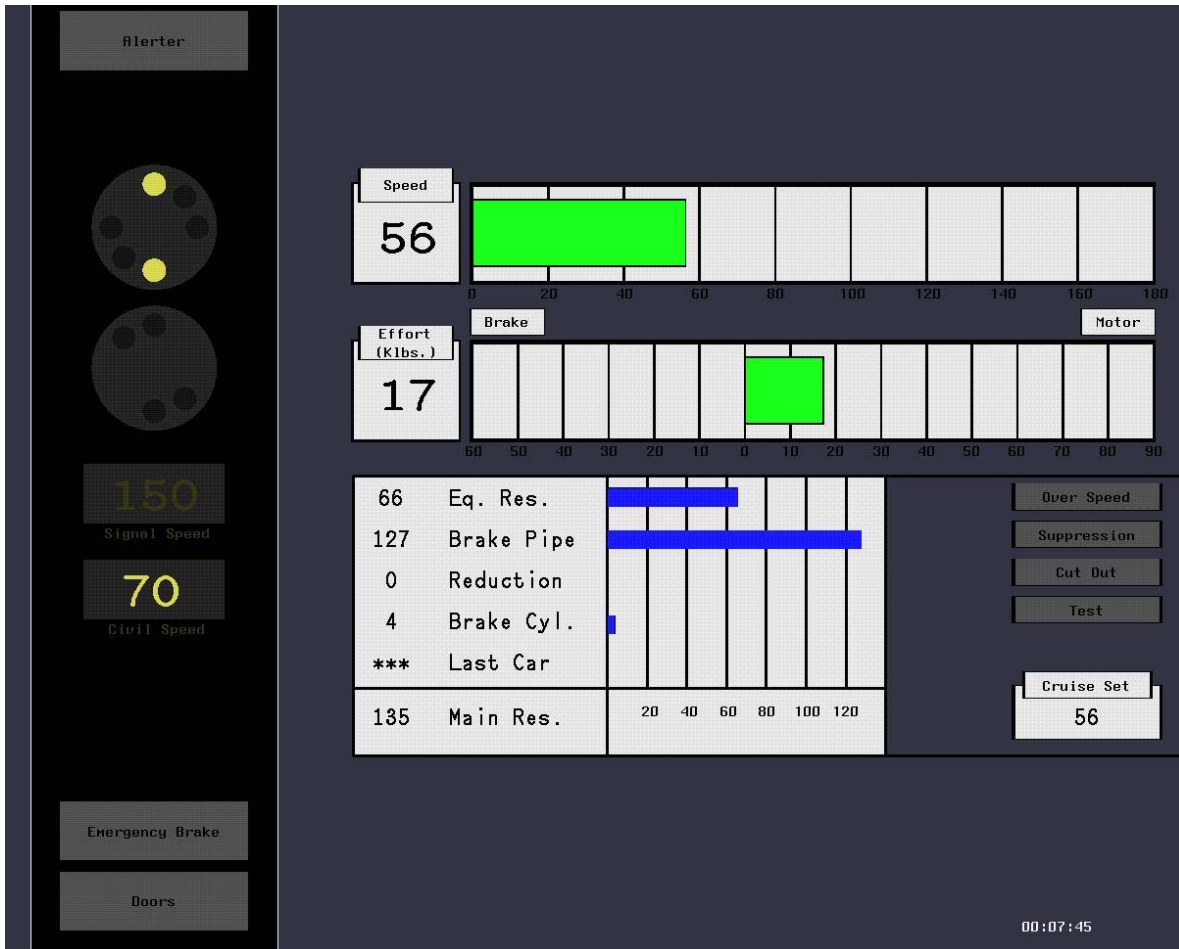 Alerter
Speed
56
0 20 40 60 80 100 120 140 160 180
Brake
Motor
Effort
(Klbs.)
17
60 50 40 30 20 10 0 10 20 30 40 50 60 70 80 90
150
Signal Speed
70
Civil Speed
66 Eq. Res.
127 Brake Pipe
0 Reduction
4 Brake Cyl.
*** Last Car
135 Main Res.
20 40 60 80 100 120
Over Speed
Suppression
Cut Out
Test
Cruise Set
56
Emergency Brake
Doors
00:07:45